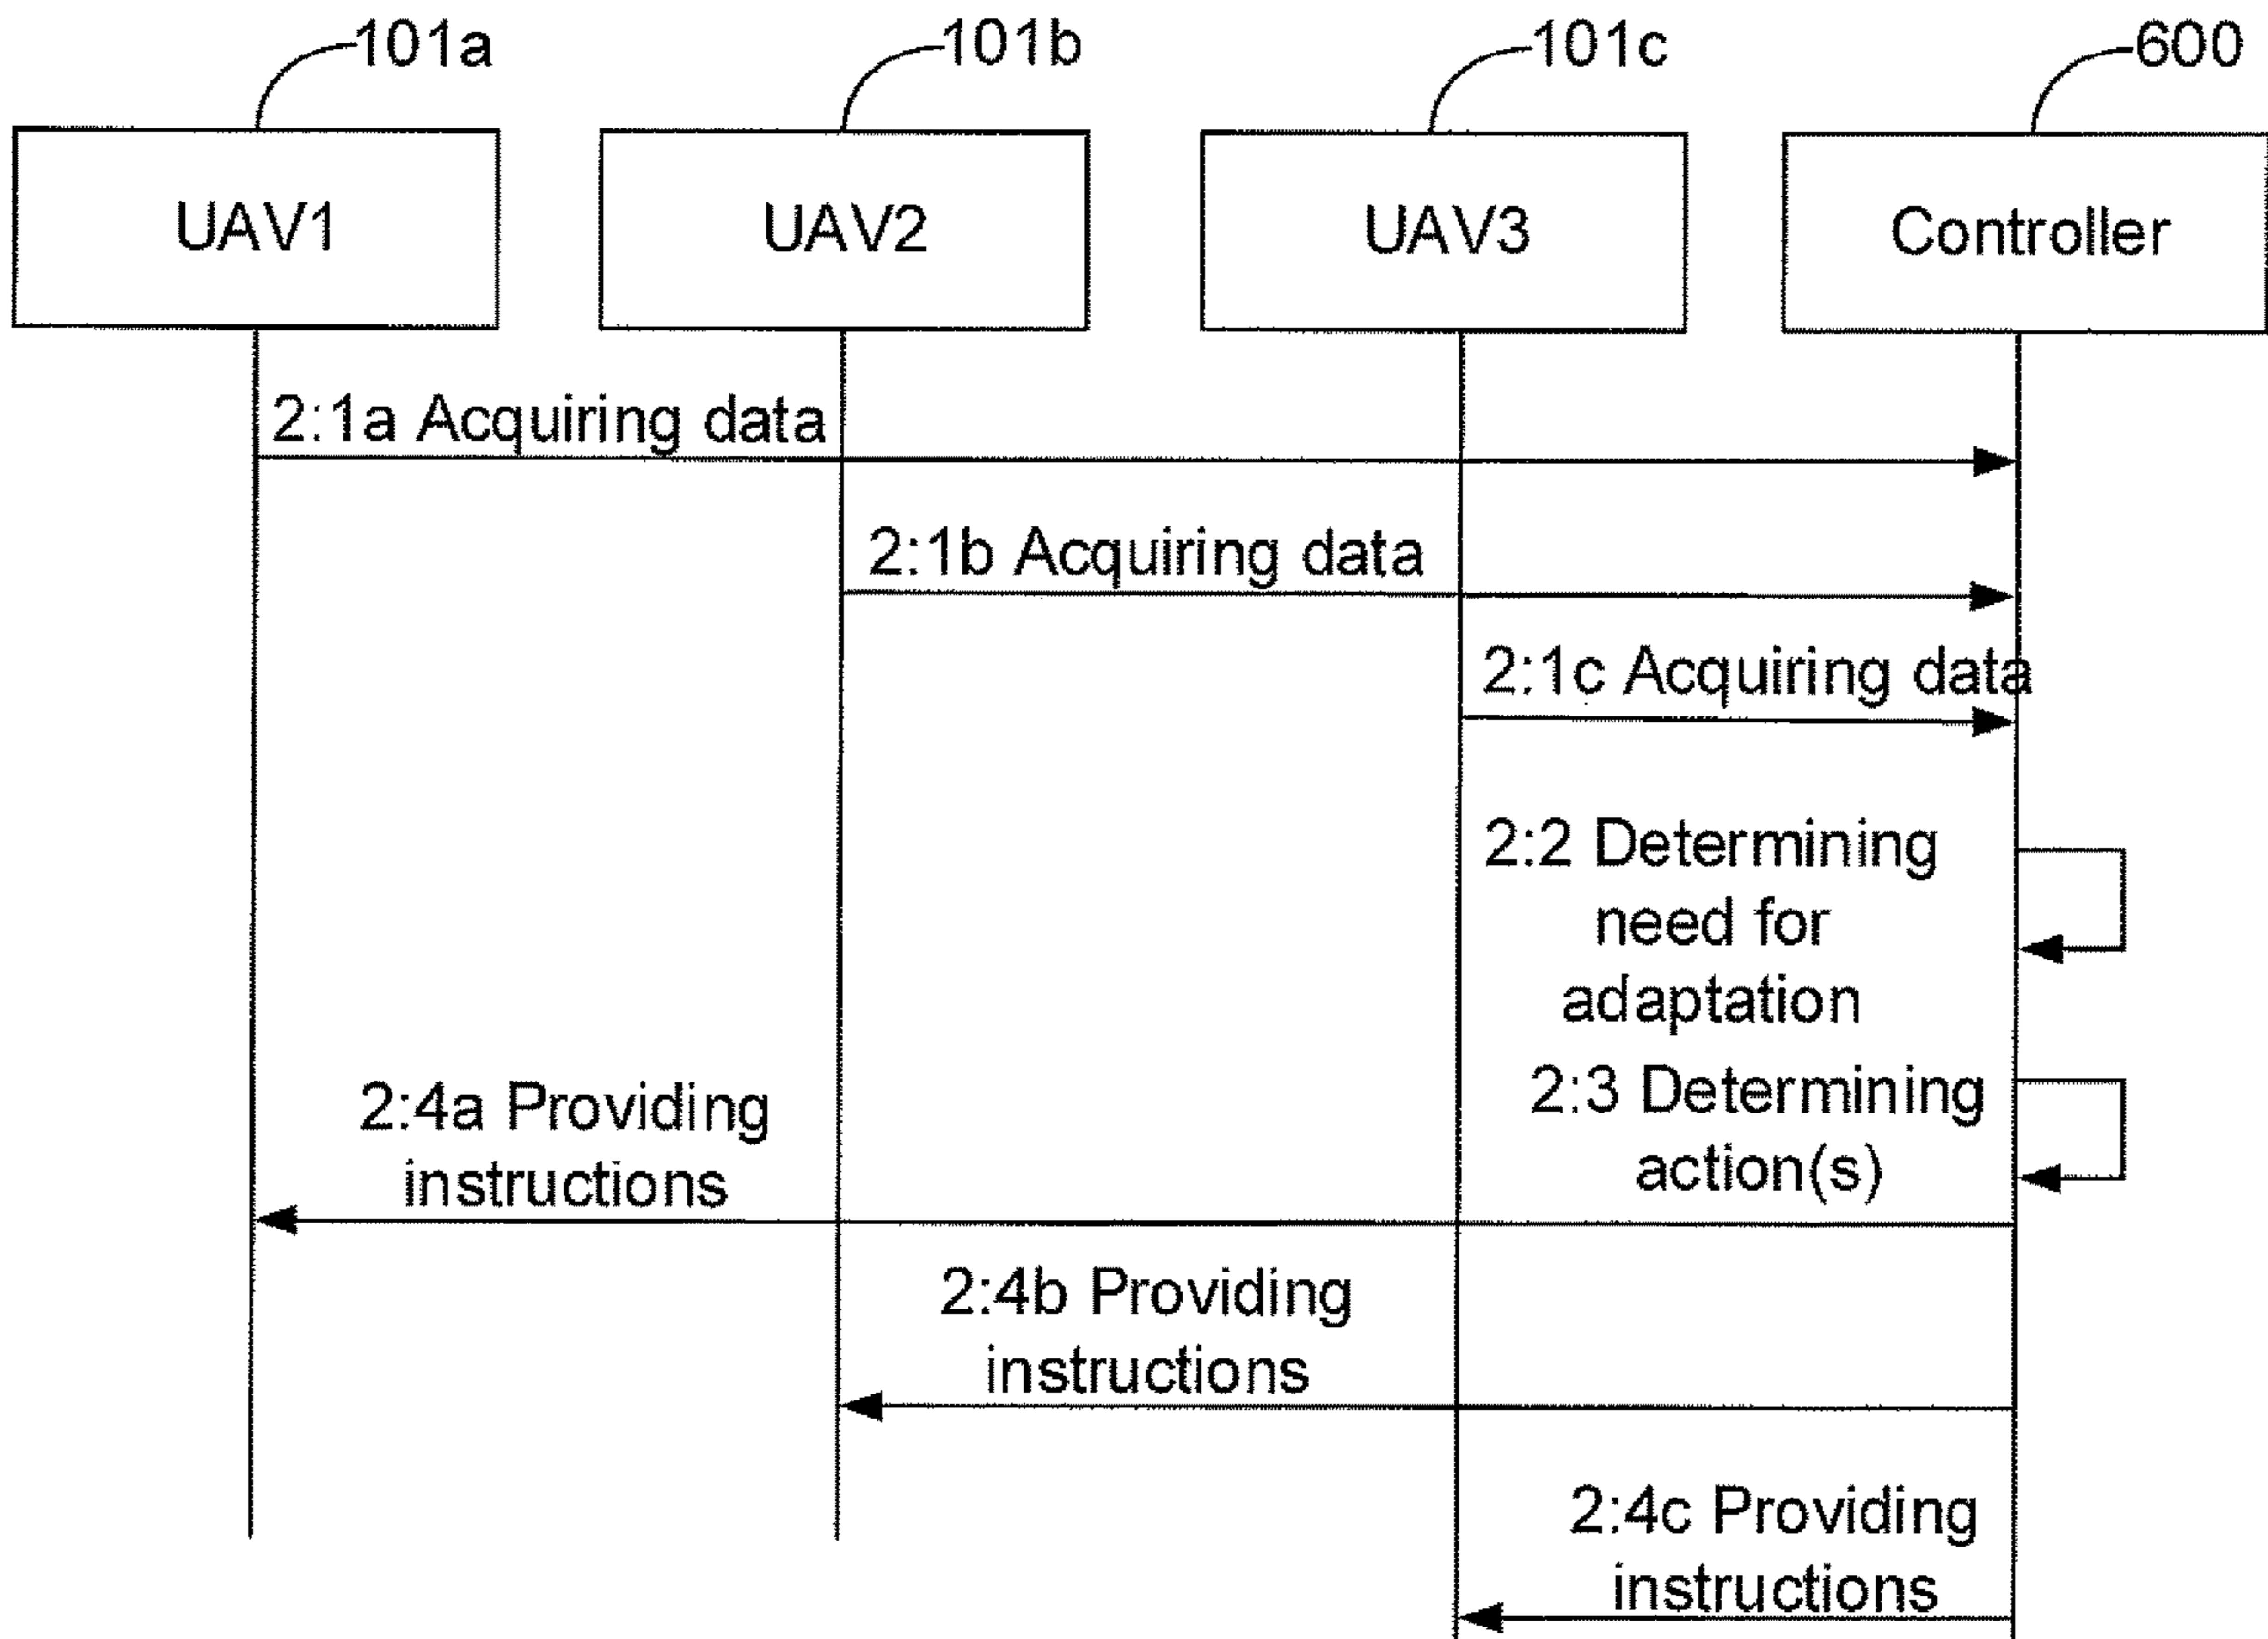 101a
101b
101c
600
UAV1
UAV2
UAV3
Controller
2:1a Acquiring data
2:1b Acquiring data
2:1c Acquiring data
2:2 Determining
need for
adaptation
2:3 Determining
action(s)
2:4a Providing
instructions
2:4b Providing
instructions
2:4c Providing
instructions